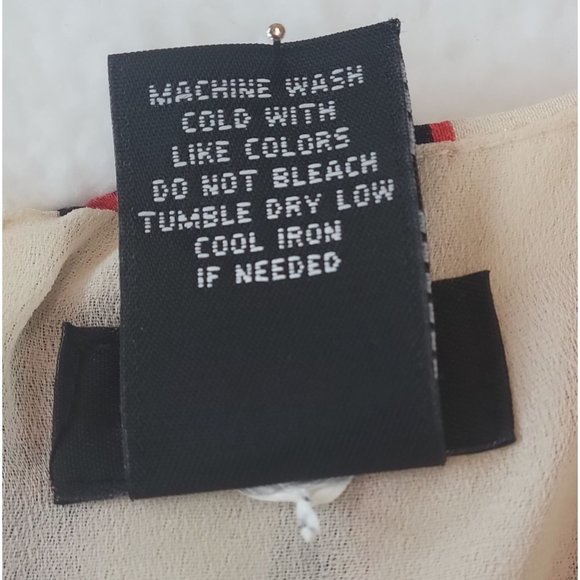 MACHINE WASH
COLD WITH
LIKE COLORS
DO NOT BLEACH
TUMBLE DRY LOW
COOL IRON
IF NEEDED